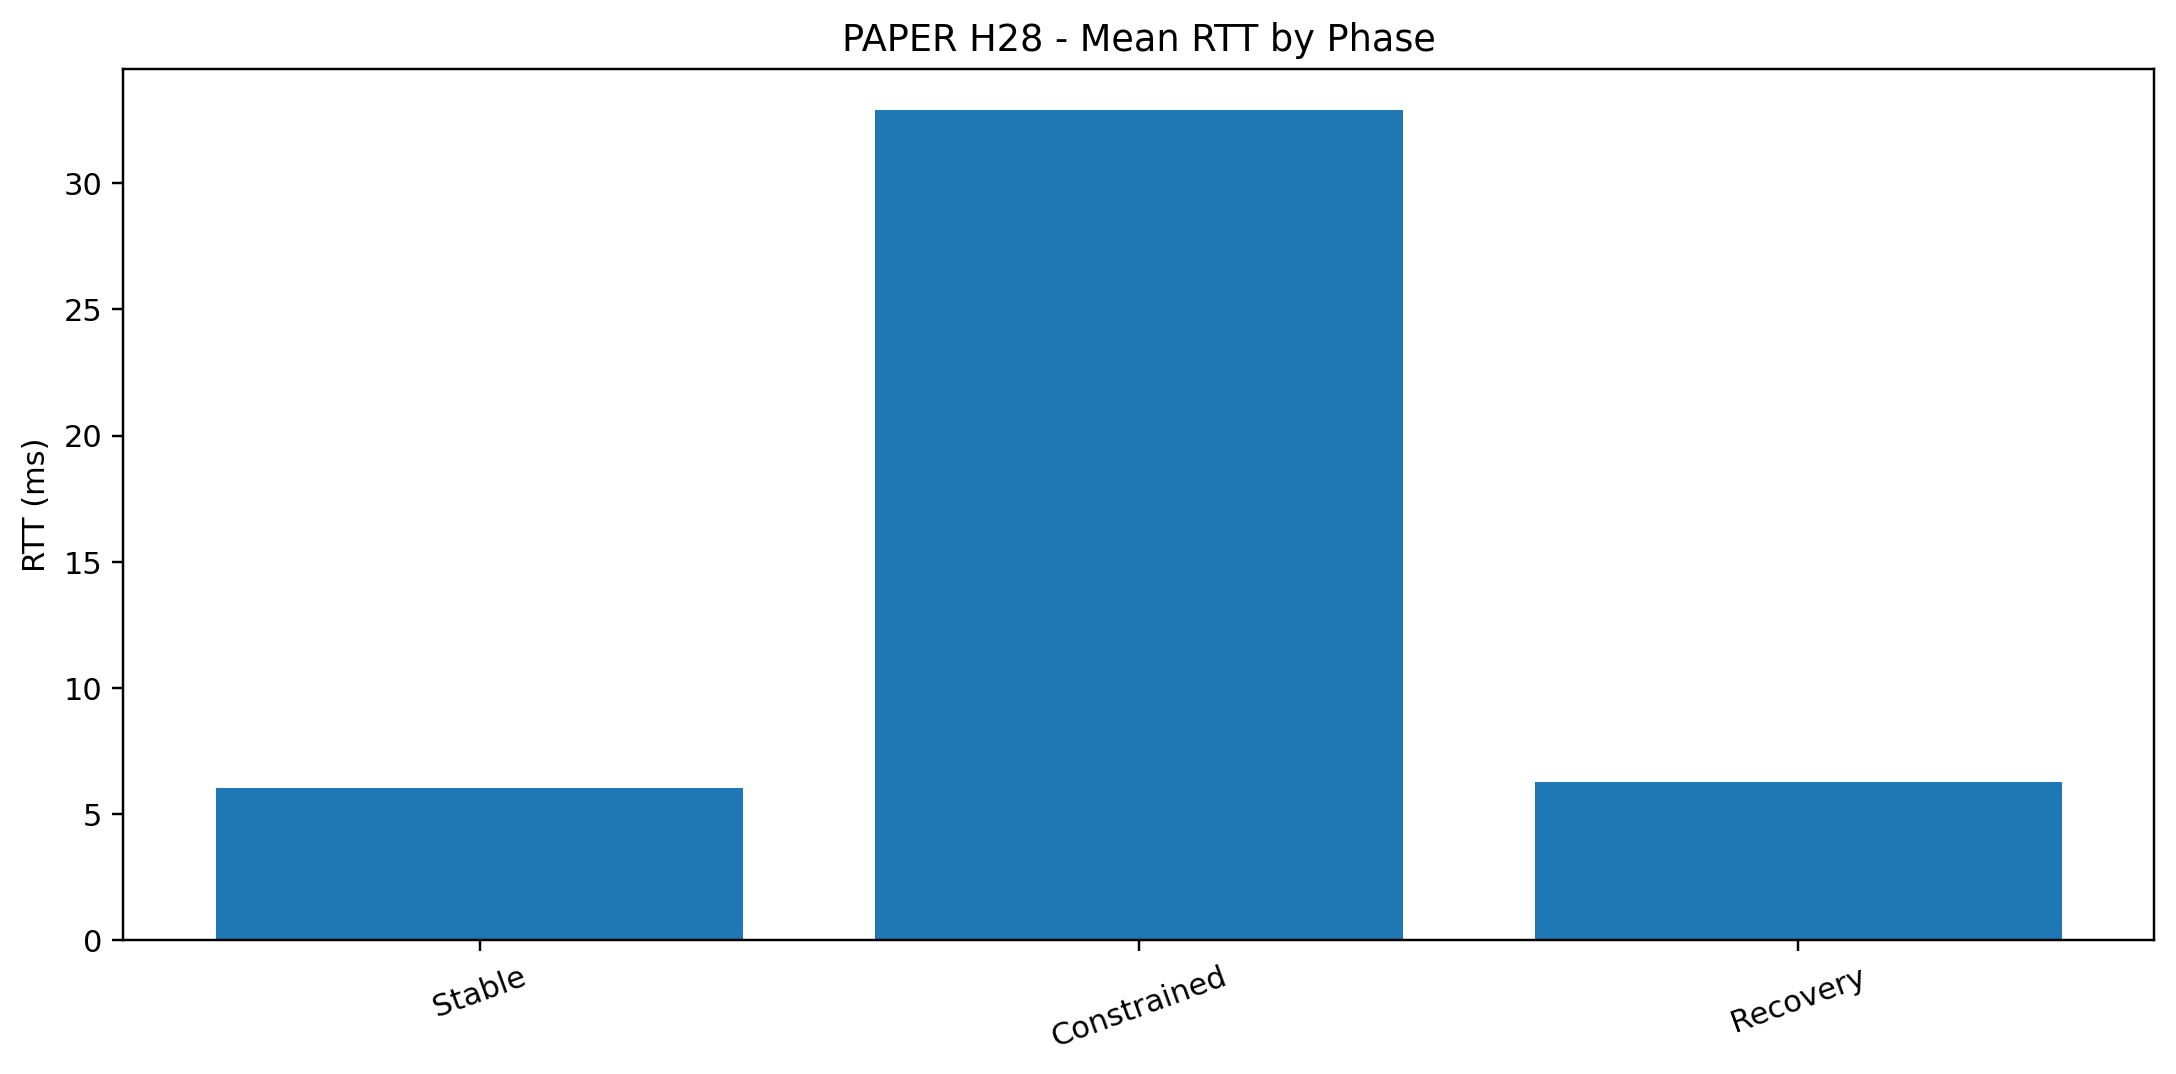 PAPER H28 - Mean RTT by Phase
RTT (ms)
30
25
20
15
10
5
0
Stable
Constrained
Recovery